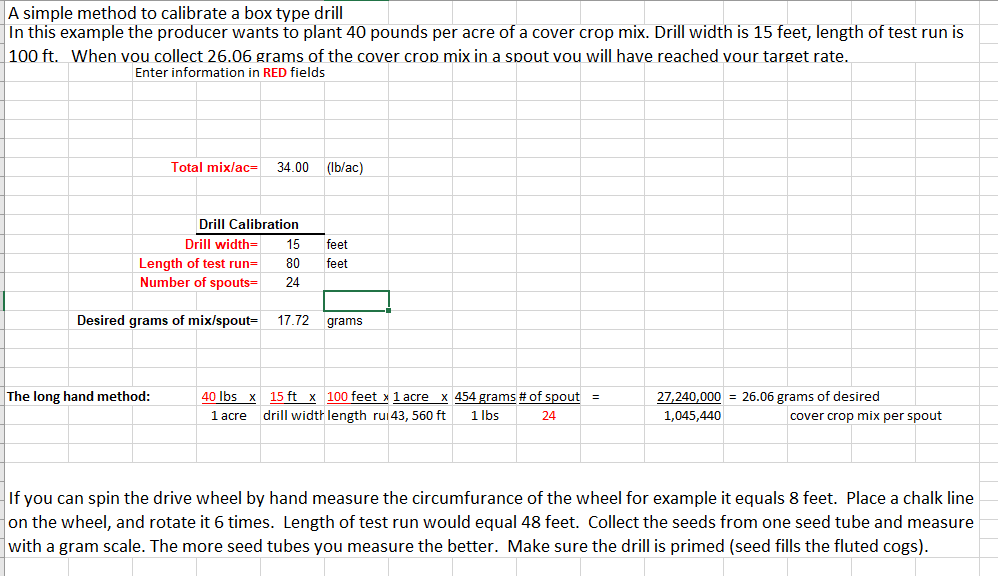 A simple method to calibrate a box type drill
In this example the producer wants to plant 40 pounds per acre of a cover crop mix. Drill width is 15 feet, length of test run is
100 ft. When you collect 26.06 grams of the cover crop mix in a spout you will have reached your target rate.
Enter information in RED fields
Total mix/ac= 34.00 (lb/ac)
Drill Calibration
Drill width= 15 feet
Length of test run= 80 feet
Number of spouts= 24
Desired grams of mix/spout= 17.72 grams
The long hand method: 40 lbs x 15 ft x 100 feet x 1 acre x 454 grams # of spout = 27,240,000 = 26.06 grams of desired
1 acre drill width length ru 43, 560 ft 1 lbs 24 1,045,440 cover crop mix per spout
If you can spin the drive wheel by hand measure the circumfurance of the wheel for example it equals 8 feet. Place a chalk line
on the wheel, and rotate it 6 times. Length of test run would equal 48 feet. Collect the seeds from one seed tube and measure
with a gram scale. The more seed tubes you measure the better. Make sure the drill is primed (seed fills the fluted cogs).